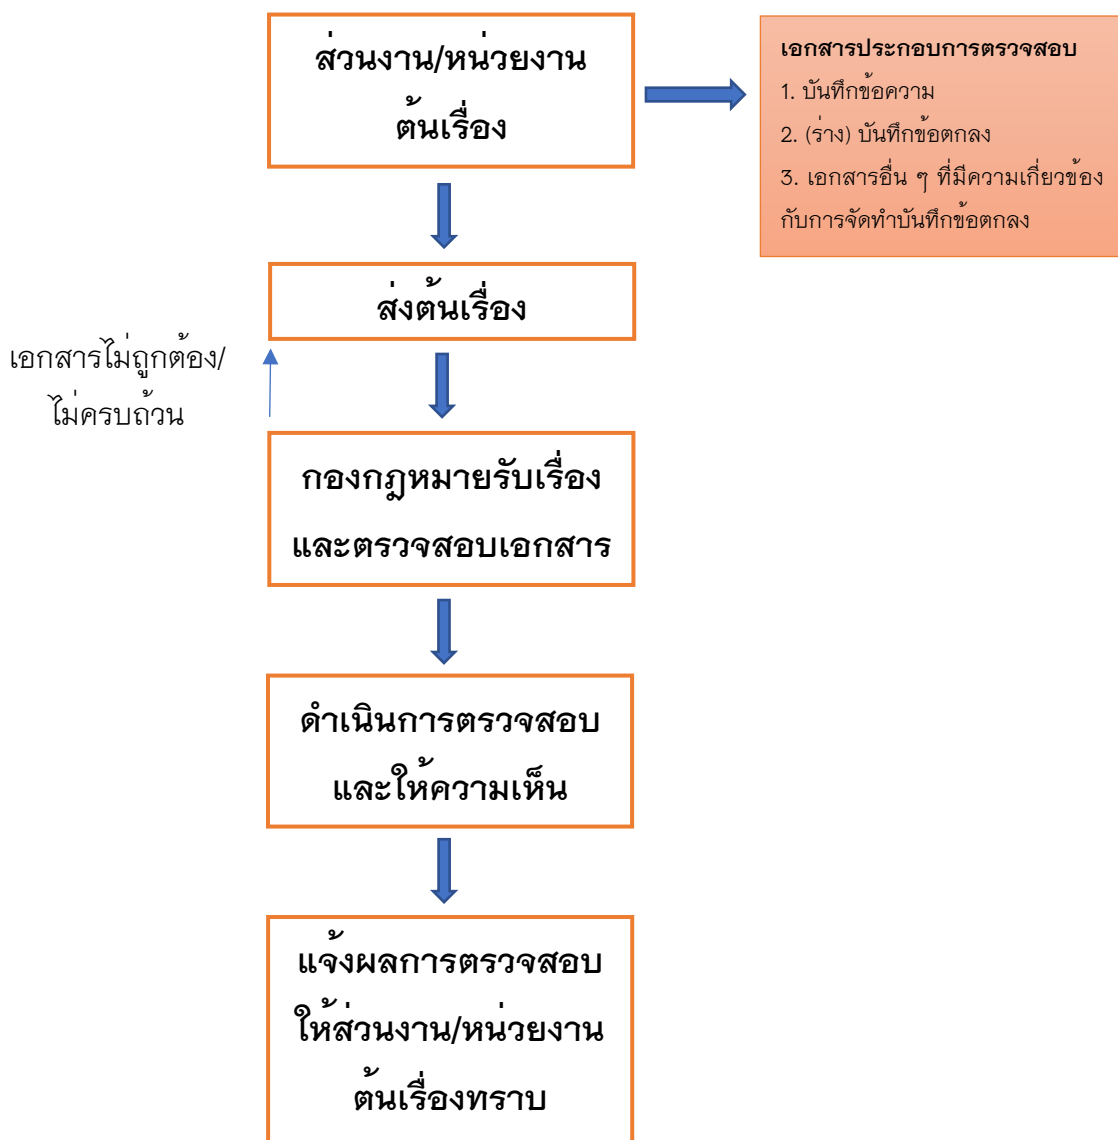 ส่วนงาน/หน่วยงาน
ต้นเรื่อง
เอกสารประกอบการตรวจสอบ
1. บันทึกข้อความ
2. (ร่าง) บันทึกข้อตกลง
3. เอกสารอื่น ๆ ที่มีความเกี่ยวข้อง
กับการจัดทำบันทึกข้อตกลง
ส่งต้นเรื่อง
เอกสารไม่ถูกต้อง/
ไม่ครบถ้วน
กองกฎหมายรับเรื่อง
และตรวจสอบเอกสาร
ดำเนินการตรวจสอบ
และให้ความเห็น
แจ้งผลการตรวจสอบ
ให้ส่วนงาน/หน่วยงาน
ต้นเรื่องทราบ